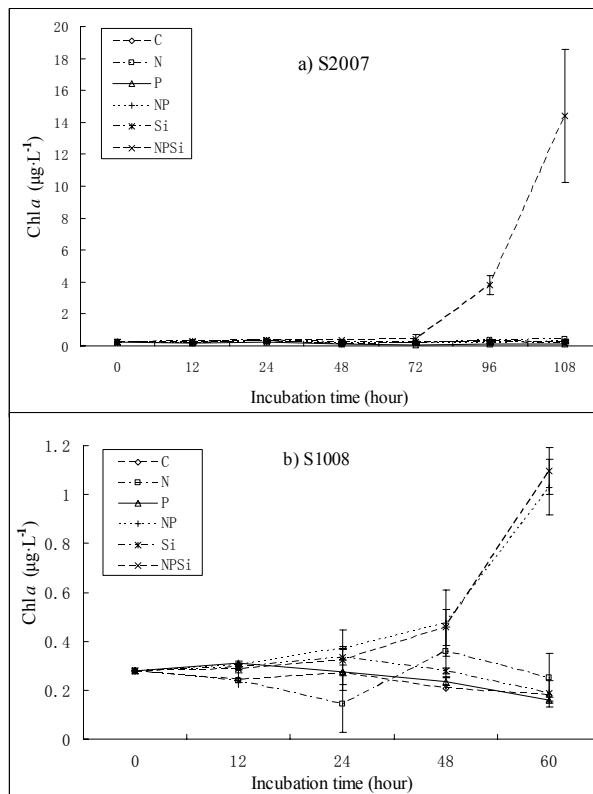 a) S2007
C
N
P
NP
Si
NPSi
20
18
16
14
12
10
8
6
4
2
0
Chl a (μg·L⁻¹)
0 12 24 48 72 96 108
Incubation time (hour)
b) S1008
C
N
P
NP
Si
NPSi
1.2
1
0.8
0.6
0.4
0.2
0
Chl a (μg·L⁻¹)
0 12 24 48 60
Incubation time (hour)